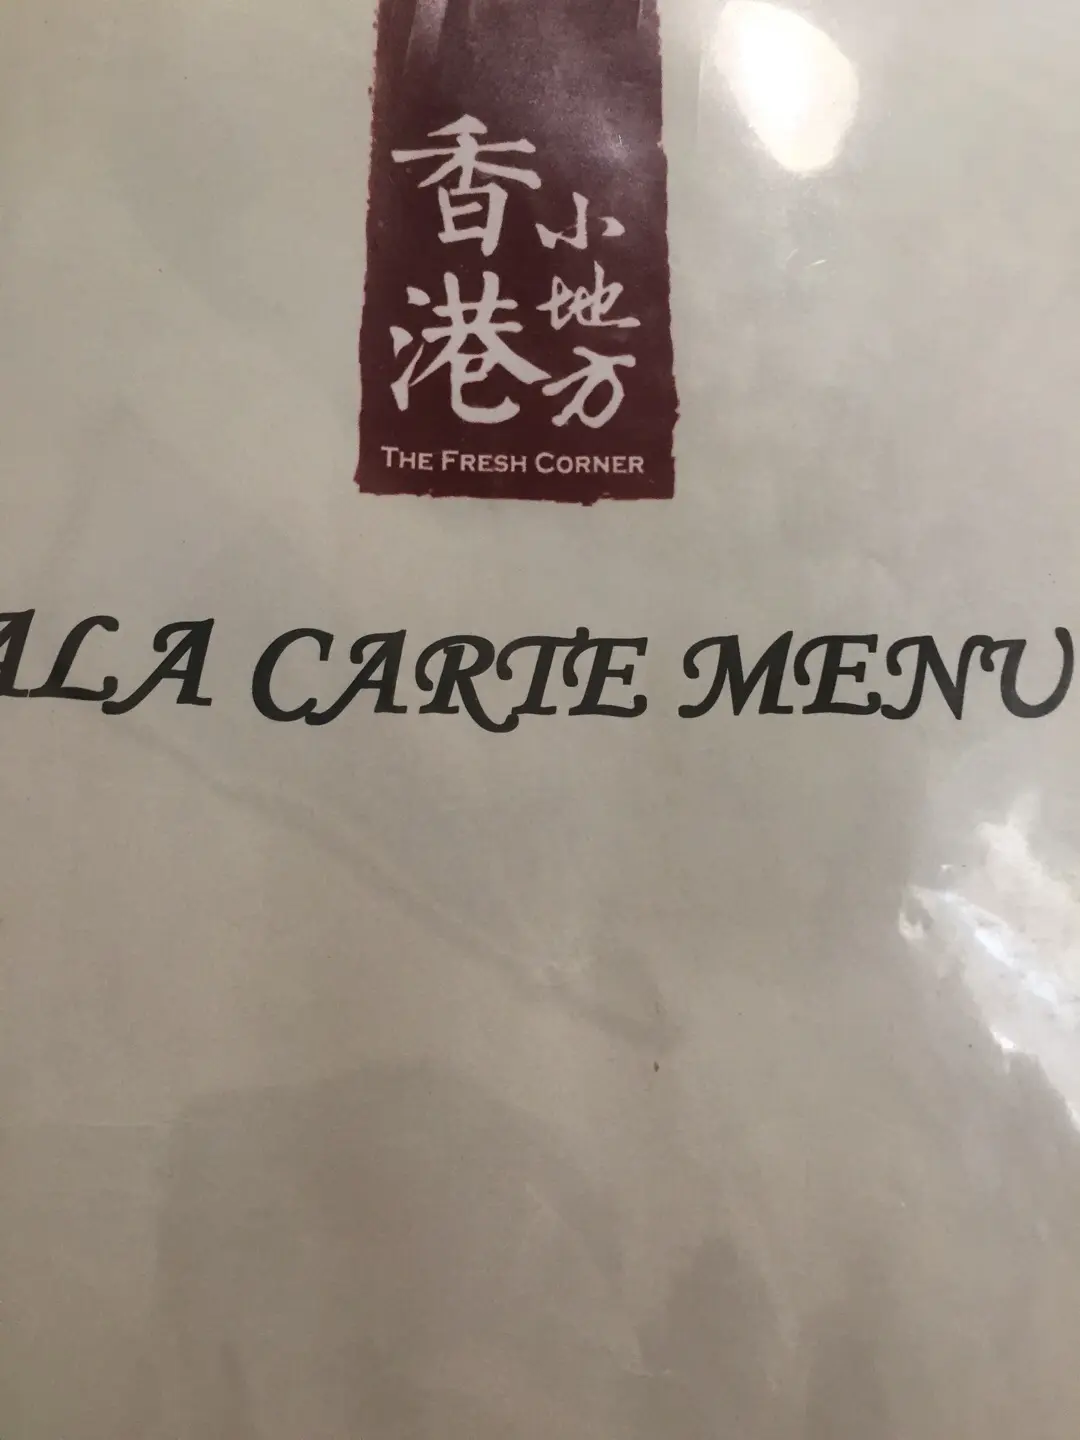 香港
小地方
THE FRESH CORNER
ALA CARTE MENU